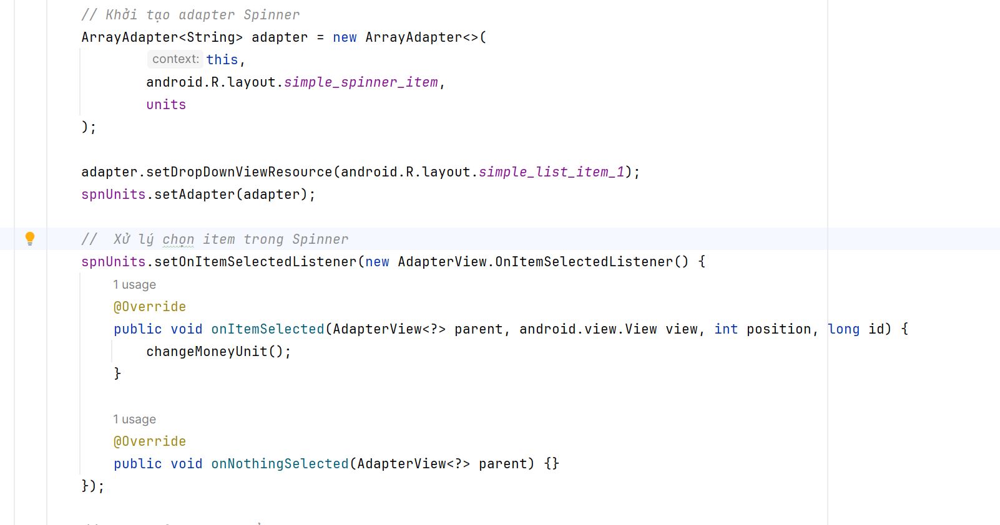 // Khởi tạo adapter Spinner
ArrayAdapter<String> adapter = new ArrayAdapter<>(
context: this,
android.R.layout.simple_spinner_item,
units
);
adapter.setDropDownViewResource(android.R.layout.simple_list_item_1);
spnUnits.setAdapter(adapter);
// Xử lý chọn item trong Spinner
spnUnits.setOnItemSelectedListener(new AdapterView.OnItemSelectedListener() {
1 usage
@Override
public void onItemSelected(AdapterView<?> parent, android.view.View view, int position, long id) {
changeMoneyUnit();
}
1 usage
@Override
public void onNothingSelected(AdapterView<?> parent) {}
});